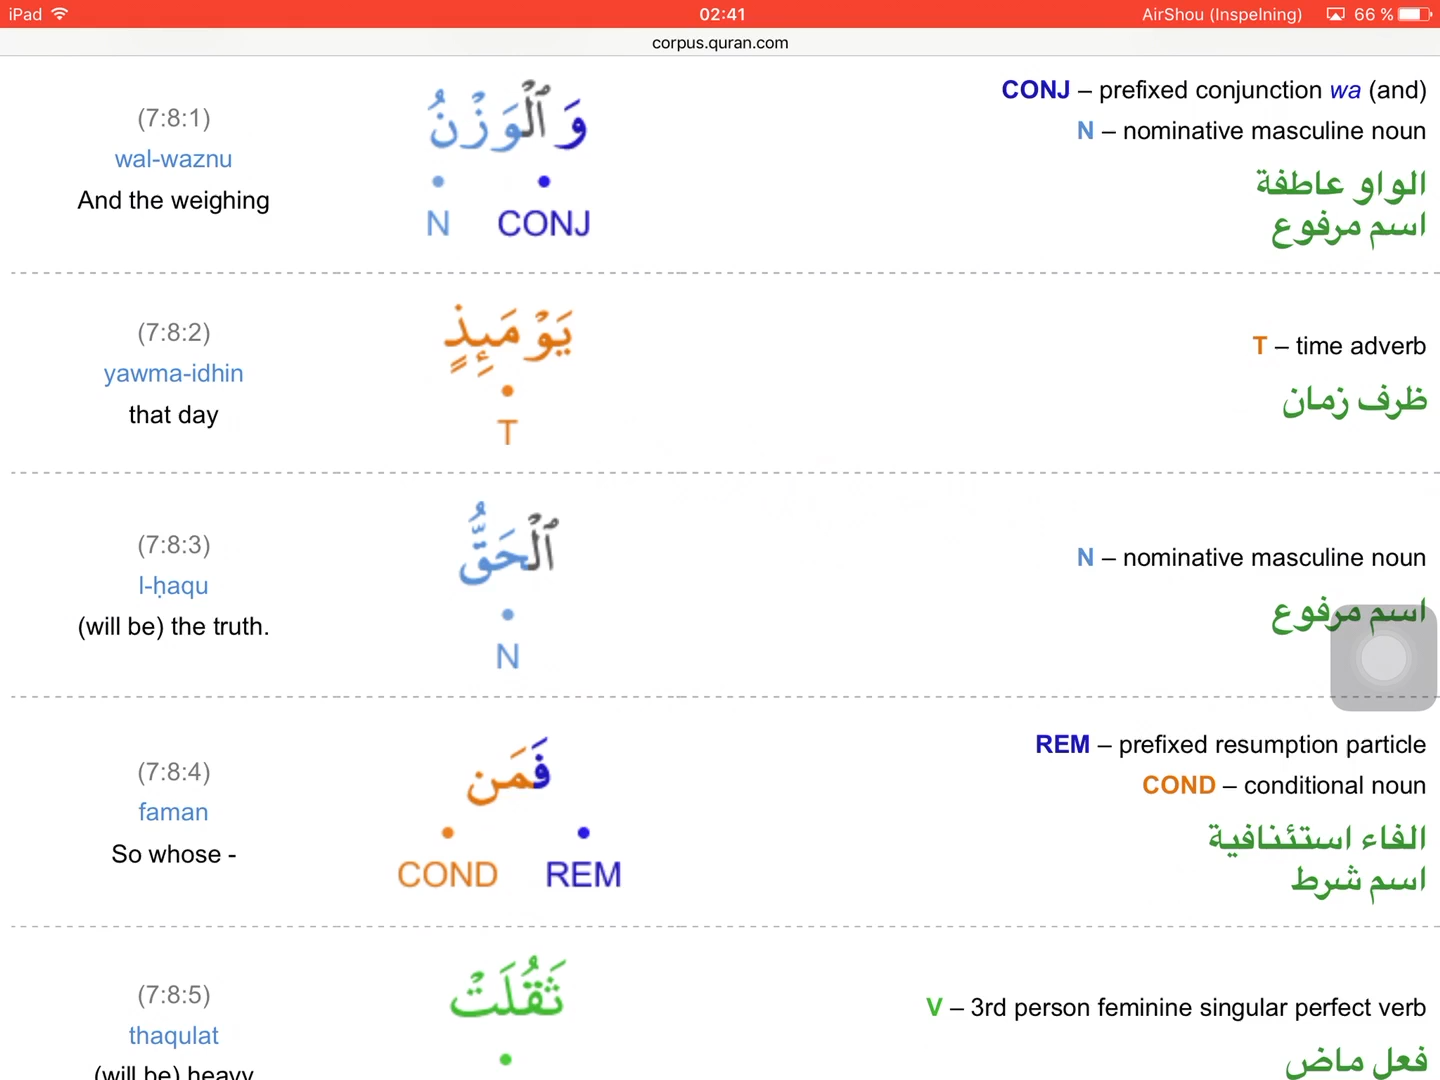 iPad 02:41 AirShou (Inspelning) 66 %
corpus.quran.com
(7:8:1)
wal-waznu
And the weighing
وَٱلْوَزْنُ
N CONJ
CONJ – prefixed conjunction wa (and)
N – nominative masculine noun
الواو عاطفة
اسم مرفوع
(7:8:2)
yawma-idhin
that day
يَوْمَئِذٍ
T
T – time adverb
ظرف زمان
(7:8:3)
l-ḥaqu
(will be) the truth.
ٱلْحَقُّ
N
N – nominative masculine noun
اسم مرفوع
(7:8:4)
faman
So whose -
فَمَن
COND REM
REM – prefixed resumption particle
COND – conditional noun
الفاء استئنافية
اسم شرط
(7:8:5)
thaqulat
(will be) heavy
ثَقُلَتْ
V – 3rd person feminine singular perfect verb
فعل ماض